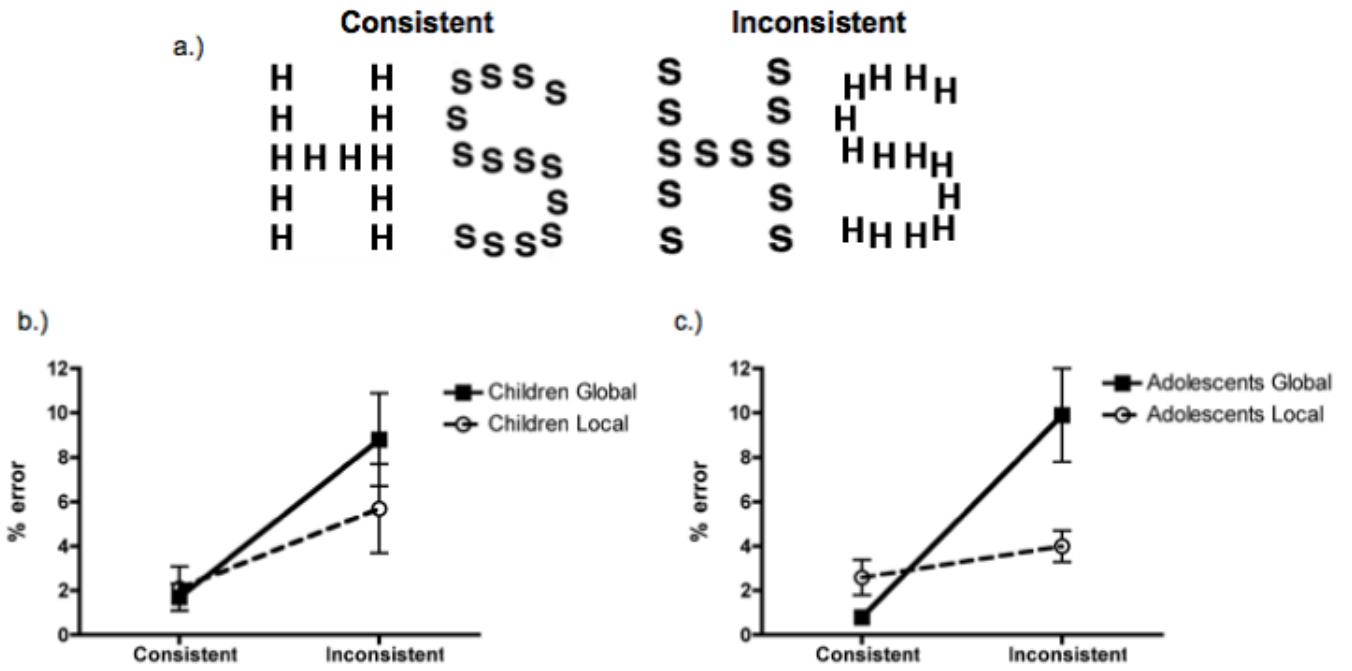 Consistent Inconsistent
a.)
H H S S S S S S H H H H
H H S S S H
H H H H S S S S S S S S H H H H
H H S S S H
H H S S S S S S H H H H
b.)
12
10
8
6
4
2
0
% error
Children Global
Children Local
Consistent Inconsistent
c.)
12
10
8
6
4
2
0
% error
Adolescents Global
Adolescents Local
Consistent Inconsistent